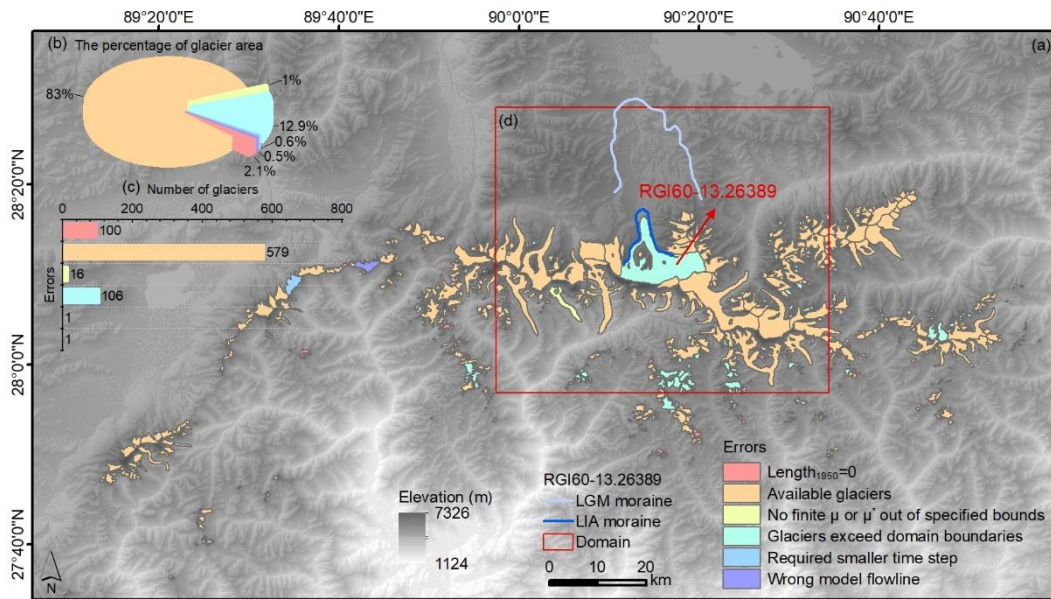 89°20'0"E 89°40'0"E 90°0'0"E 90°20'0"E 90°40'0"E
(a)
(b) The percentage of glacier area
83%
1%
12.9%
0.6%
0.5%
2.1%
(c) Number of glaciers
0 200 400 600 800
100
579
16
106
1
1
Errors
28°20'0"N
28°0'0"N
27°40'0"N
(d)
RGI60-13.26389
Elevation (m)
7326
1124
RGI60-13.26389
LGM moraine
LIA moraine
Domain
0 10 20
km
Errors
Length1950=0
Available glaciers
No finite μ or μ* out of specified bounds
Glaciers exceed domain boundaries
Required smaller time step
Wrong model flowline
N